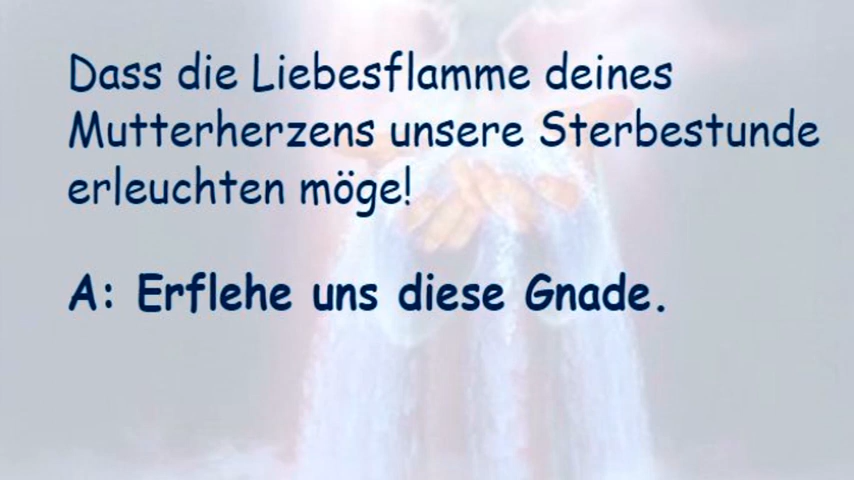 Dass die Liebesflamme deines
Mutterherzens unsere Sterbestunde
erleuchten möge!
A: Erflehe uns diese Gnade.